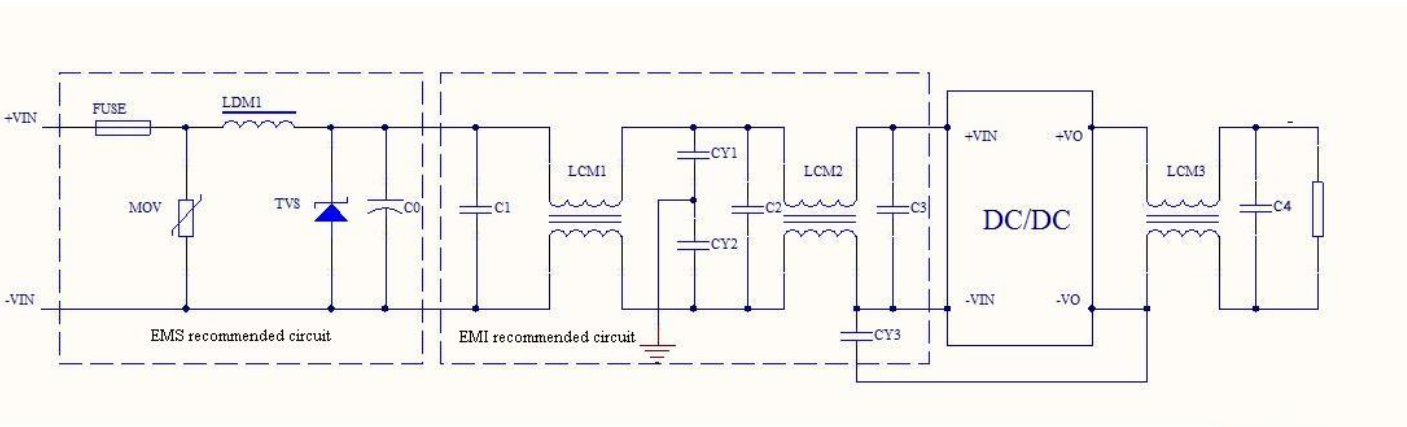 +VIN
FUSE
LDM1
MOV
TVS
C0
-VIN
EMS recommended circuit
C1
LCM1
CY1
CY2
C2
LCM2
C3
EMI recommended circuit
CY3
+VIN
+VO
DC/DC
-VIN
-VO
LCM3
C4
-